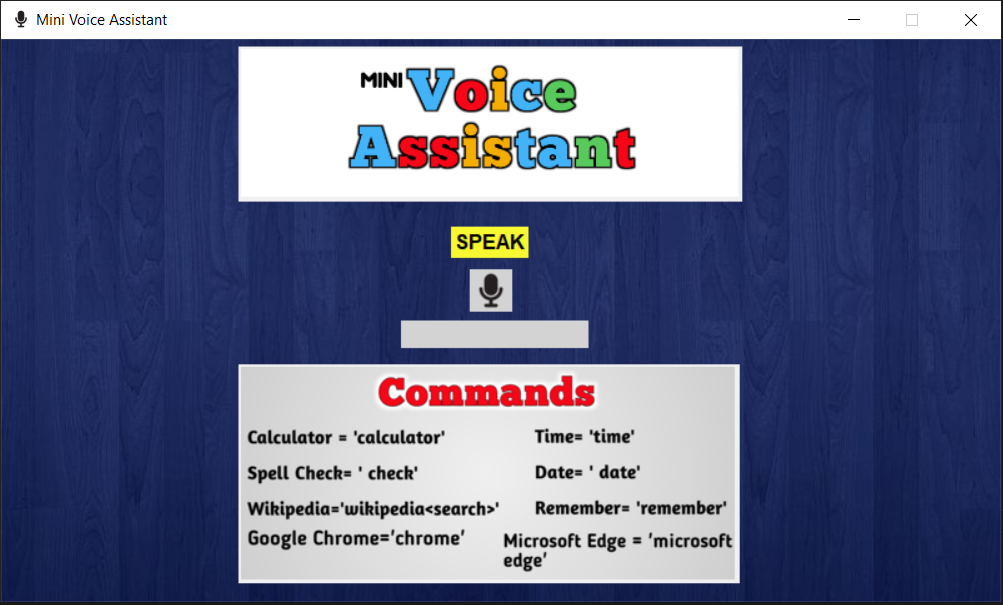 Mini Voice Assistant
MINI Voice
Assistant
SPEAK
Commands
Calculator = 'calculator'
Time= 'time'
Spell Check= ' check'
Date= ' date'
Wikipedia='wikipedia<search>'
Remember= 'remember'
Google Chrome='chrome'
Microsoft Edge = 'microsoft
edge'